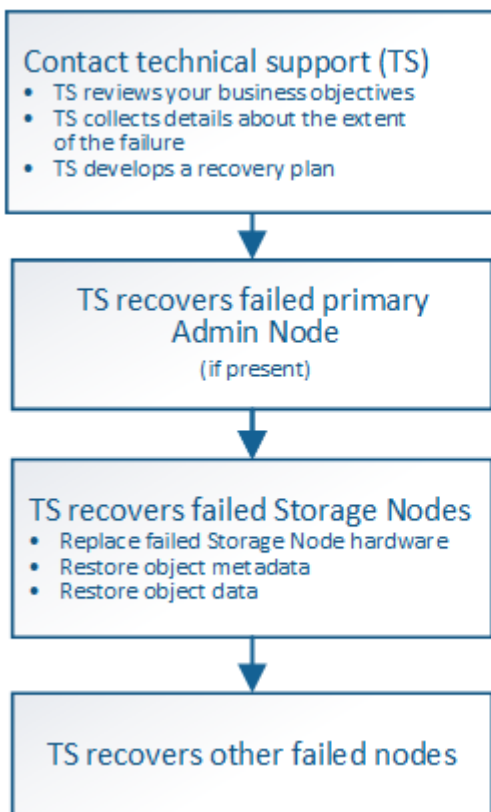 Contact technical support (TS)
• TS reviews your business objectives
• TS collects details about the extent
of the failure
• TS develops a recovery plan
TS recovers failed primary
Admin Node
(if present)
TS recovers failed Storage Nodes
• Replace failed Storage Node hardware
• Restore object metadata
• Restore object data
TS recovers other failed nodes